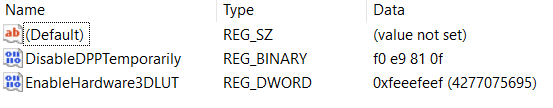 Name Type Data
(Default) REG_SZ (value not set)
DisableDPPTemporarily REG_BINARY f0 e9 81 0f
EnableHardware3DLUT REG_DWORD 0xfeeefeef (4277075695)